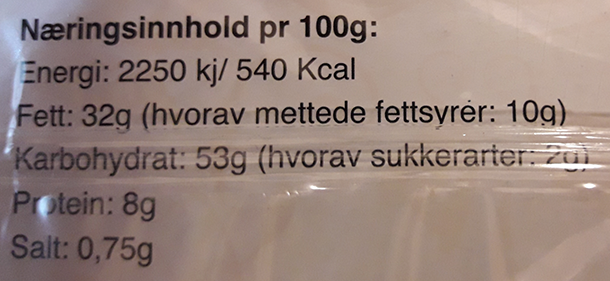 Næringsinnhold pr 100g:
Energi: 2250 kj/ 540 Kcal
Fett: 32g (hvorav mettede fettsyrer: 10g)
Karbohydrat: 53g (hvorav sukkerarter: 2g)
Protein: 8g
Salt: 0,75g